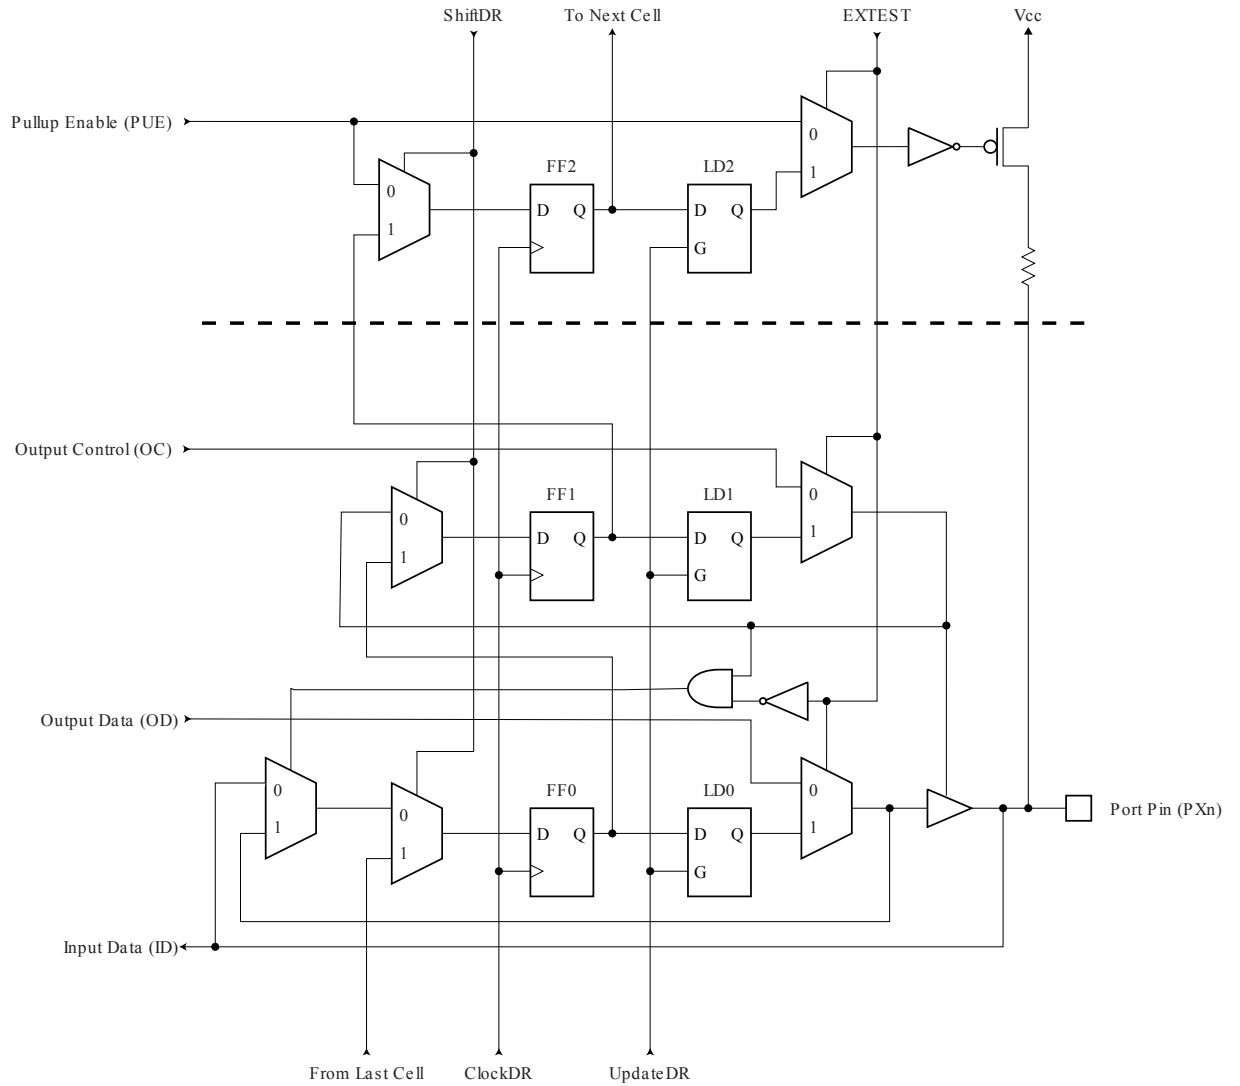 ShiftDR
To Next Cell
EXTEST
Vcc
Pullup Enable (PUE)
0
1
FF2
D Q
LD2
D Q
G
0
1
Output Control (OC)
0
1
FF1
D Q
LD1
D Q
G
0
1
Output Data (OD)
0
1
0
1
FF0
D Q
LD0
D Q
G
0
1
Port Pin (PXn)
Input Data (ID)
From Last Cell
ClockDR
UpdateDR